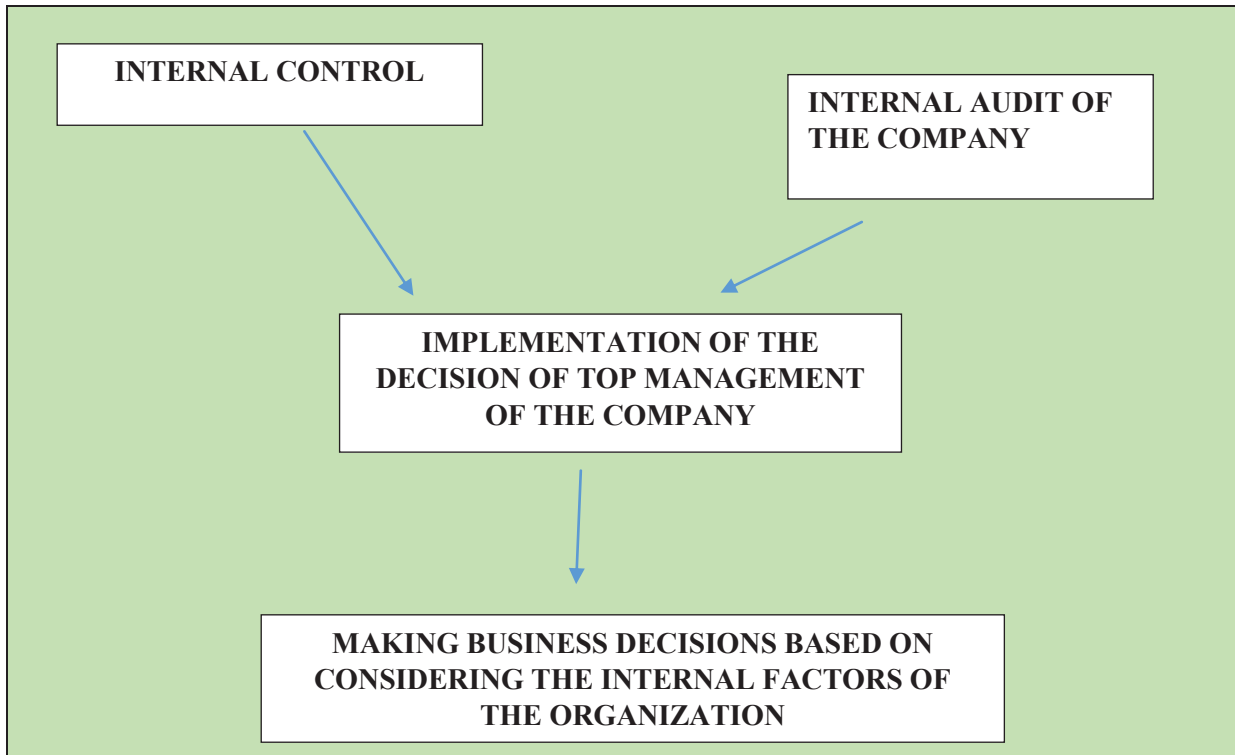 INTERNAL CONTROL
INTERNAL AUDIT OF
THE COMPANY
IMPLEMENTATION OF THE
DECISION OF TOP MANAGEMENT
OF THE COMPANY
MAKING BUSINESS DECISIONS BASED ON
CONSIDERING THE INTERNAL FACTORS OF
THE ORGANIZATION